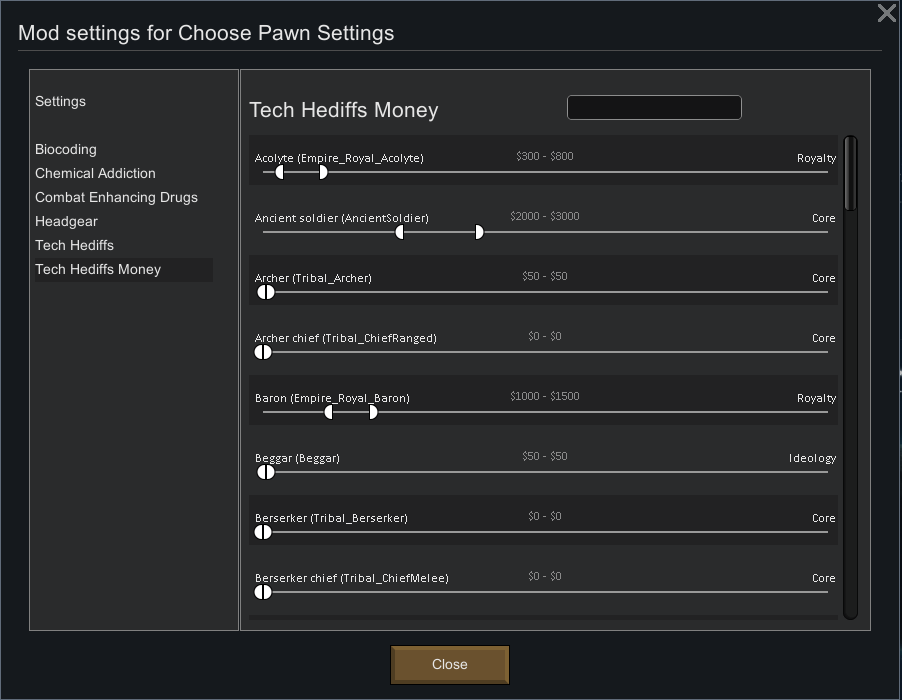 Mod settings for Choose Pawn Settings
Settings
Biocoding
Chemical Addiction
Combat Enhancing Drugs
Headgear
Tech Hediffs
Tech Hediffs Money
Tech Hediffs Money
Acolyte (Empire_Royal_Acolyte) $300 - $800 Royalty
Ancient soldier (AncientSoldier) $2000 - $3000 Core
Archer (Tribal_Archer) $50 - $50 Core
Archer chief (Tribal_ChiefRanged) $0 - $0 Core
Baron (Empire_Royal_Baron) $1000 - $1500 Royalty
Beggar (Beggar) $50 - $50 Ideology
Berserker (Tribal_Berserker) $0 - $0 Core
Berserker chief (Tribal_ChiefMelee) $0 - $0 Core
Close